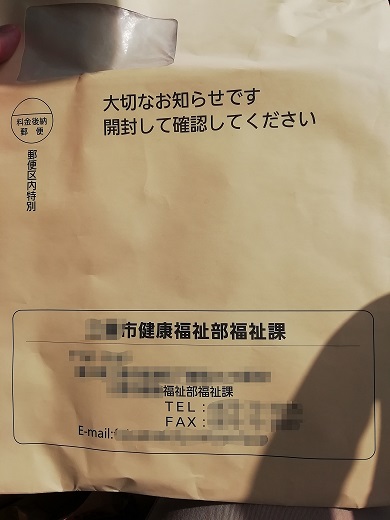 大切なお知らせです
開封して確認してください
料金後納
郵便
郵便区内特別
市健康福祉部福祉課
福祉部福祉課
TEL:
FAX:
E-mail: